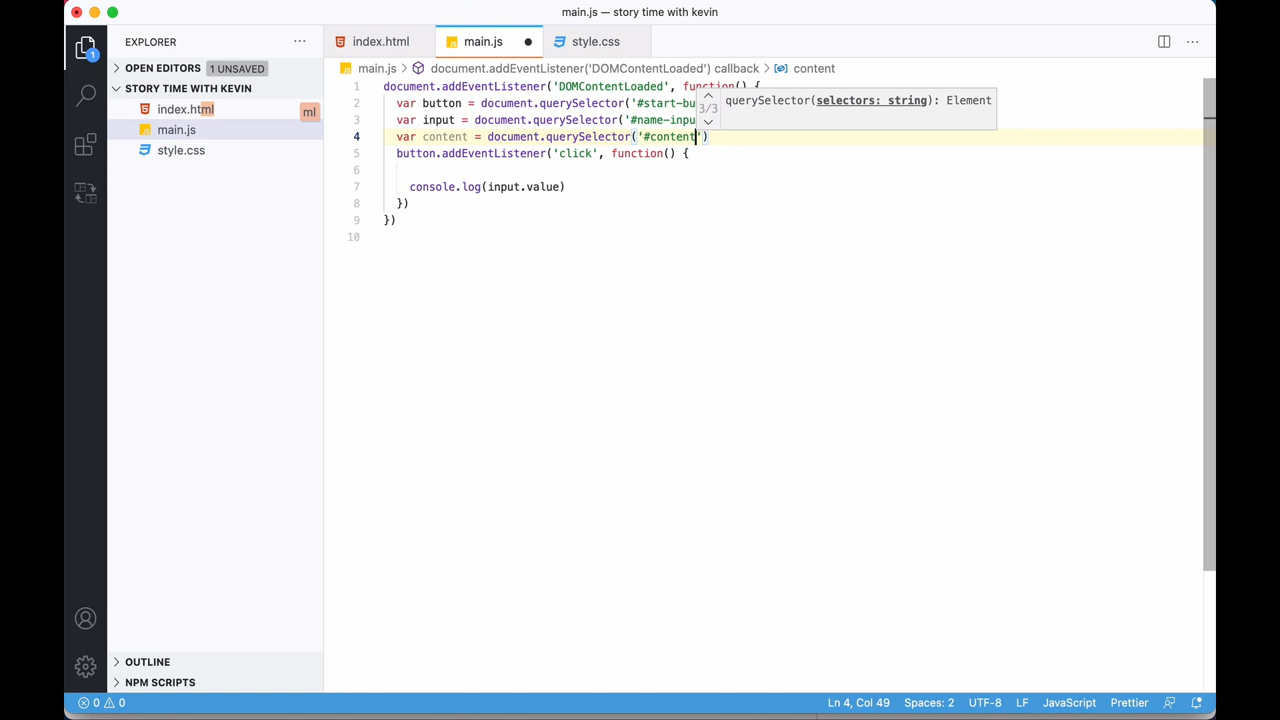 main.js — story time with kevin
EXPLORER
index.html
main.js
style.css
OPEN EDITORS 1 UNSAVED
main.js > document.addEventListener('DOMContentLoaded') callback > content
STORY TIME WITH KEVIN
index.html
ml
main.js
style.css
1 document.addEventListener('DOMContentLoaded', function() {
2 var button = document.querySelector('#start-bu
3/3 querySelector(selectors: string): Element
3 var input = document.querySelector('#name-inpu
4 var content = document.querySelector('#content')
5 button.addEventListener('click', function() {
6
7 console.log(input.value)
8 })
9 })
10
OUTLINE
NPM SCRIPTS
1
0 0
Ln 4, Col 49 Spaces: 2 UTF-8 LF JavaScript Prettier